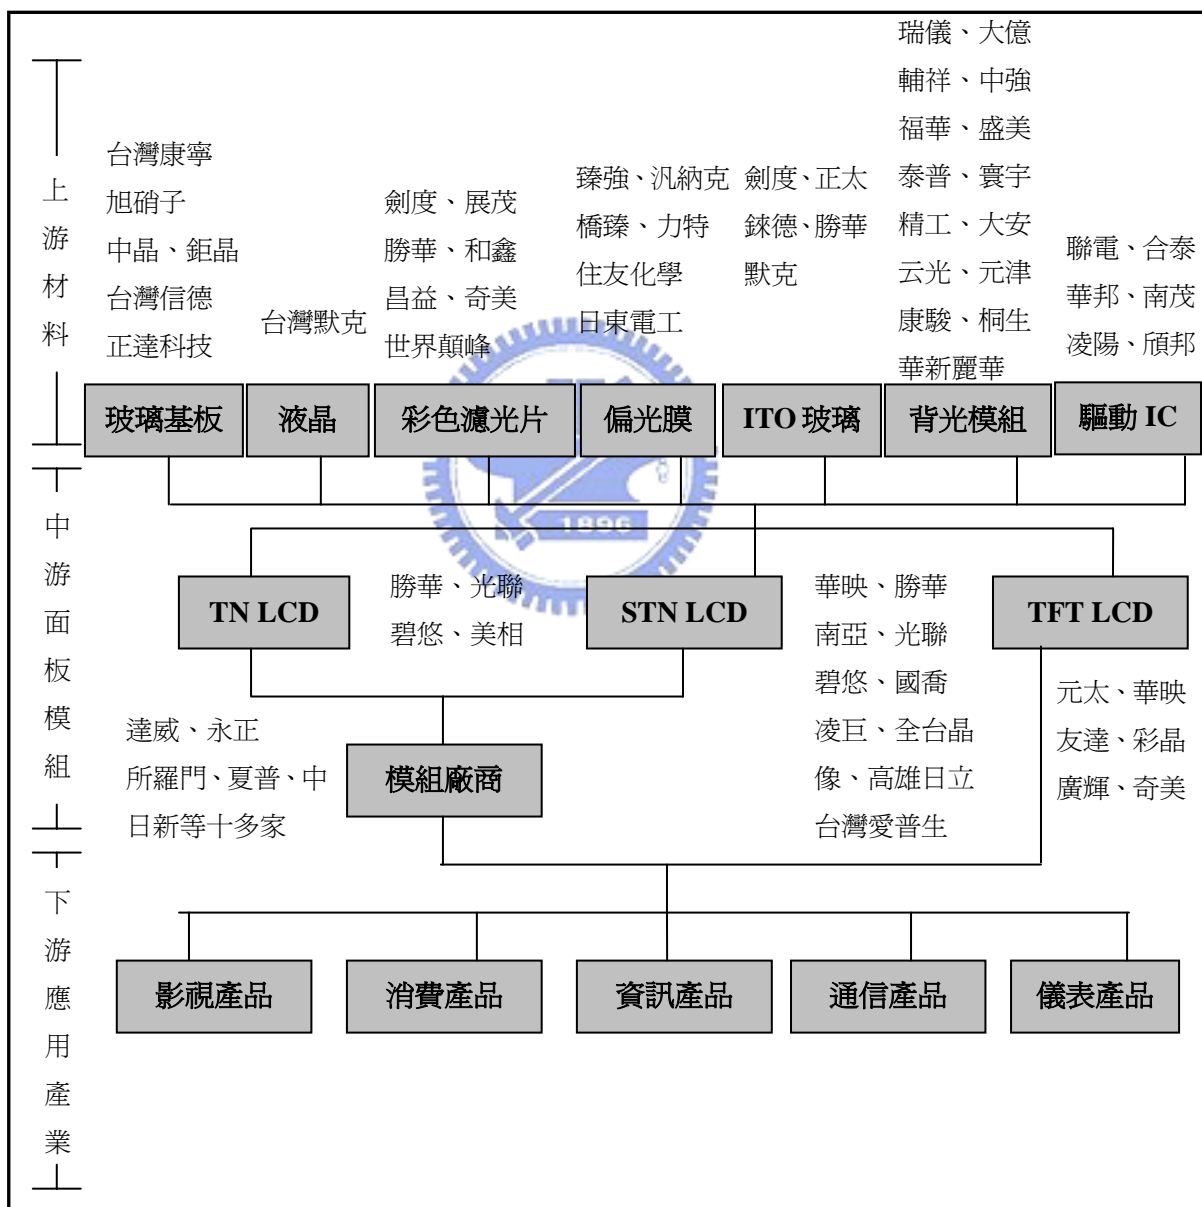 上游材料
台灣康寧
旭硝子
中晶、鉅晶
台灣信德
正達科技
玻璃基板
台灣默克
液晶
劍度、展茂
勝華、和鑫
昌益、奇美
世界顛峰
彩色濾光片
臻強、汎納克
橋臻、力特
住友化學
日東電工
偏光膜
劍度、正太
錸德、勝華
默克
ITO 玻璃
瑞儀、大億
輔祥、中強
福華、盛美
泰普、寰宇
精工、大安
云光、元津
康駿、桐生
華新麗華
背光模組
聯電、合泰
華邦、南茂
凌陽、頎邦
驅動 IC
1896
中游面板模組
TN LCD
勝華、光聯
碧悠、美相
STN LCD
華映、勝華
南亞、光聯
碧悠、國喬
凌巨、全台晶
像、高雄日立
台灣愛普生
TFT LCD
元太、華映
友達、彩晶
廣輝、奇美
達威、永正
所羅門、夏普、中
日新等十多家
模組廠商
下游應用產業
影視產品
消費產品
資訊產品
通信產品
儀表產品